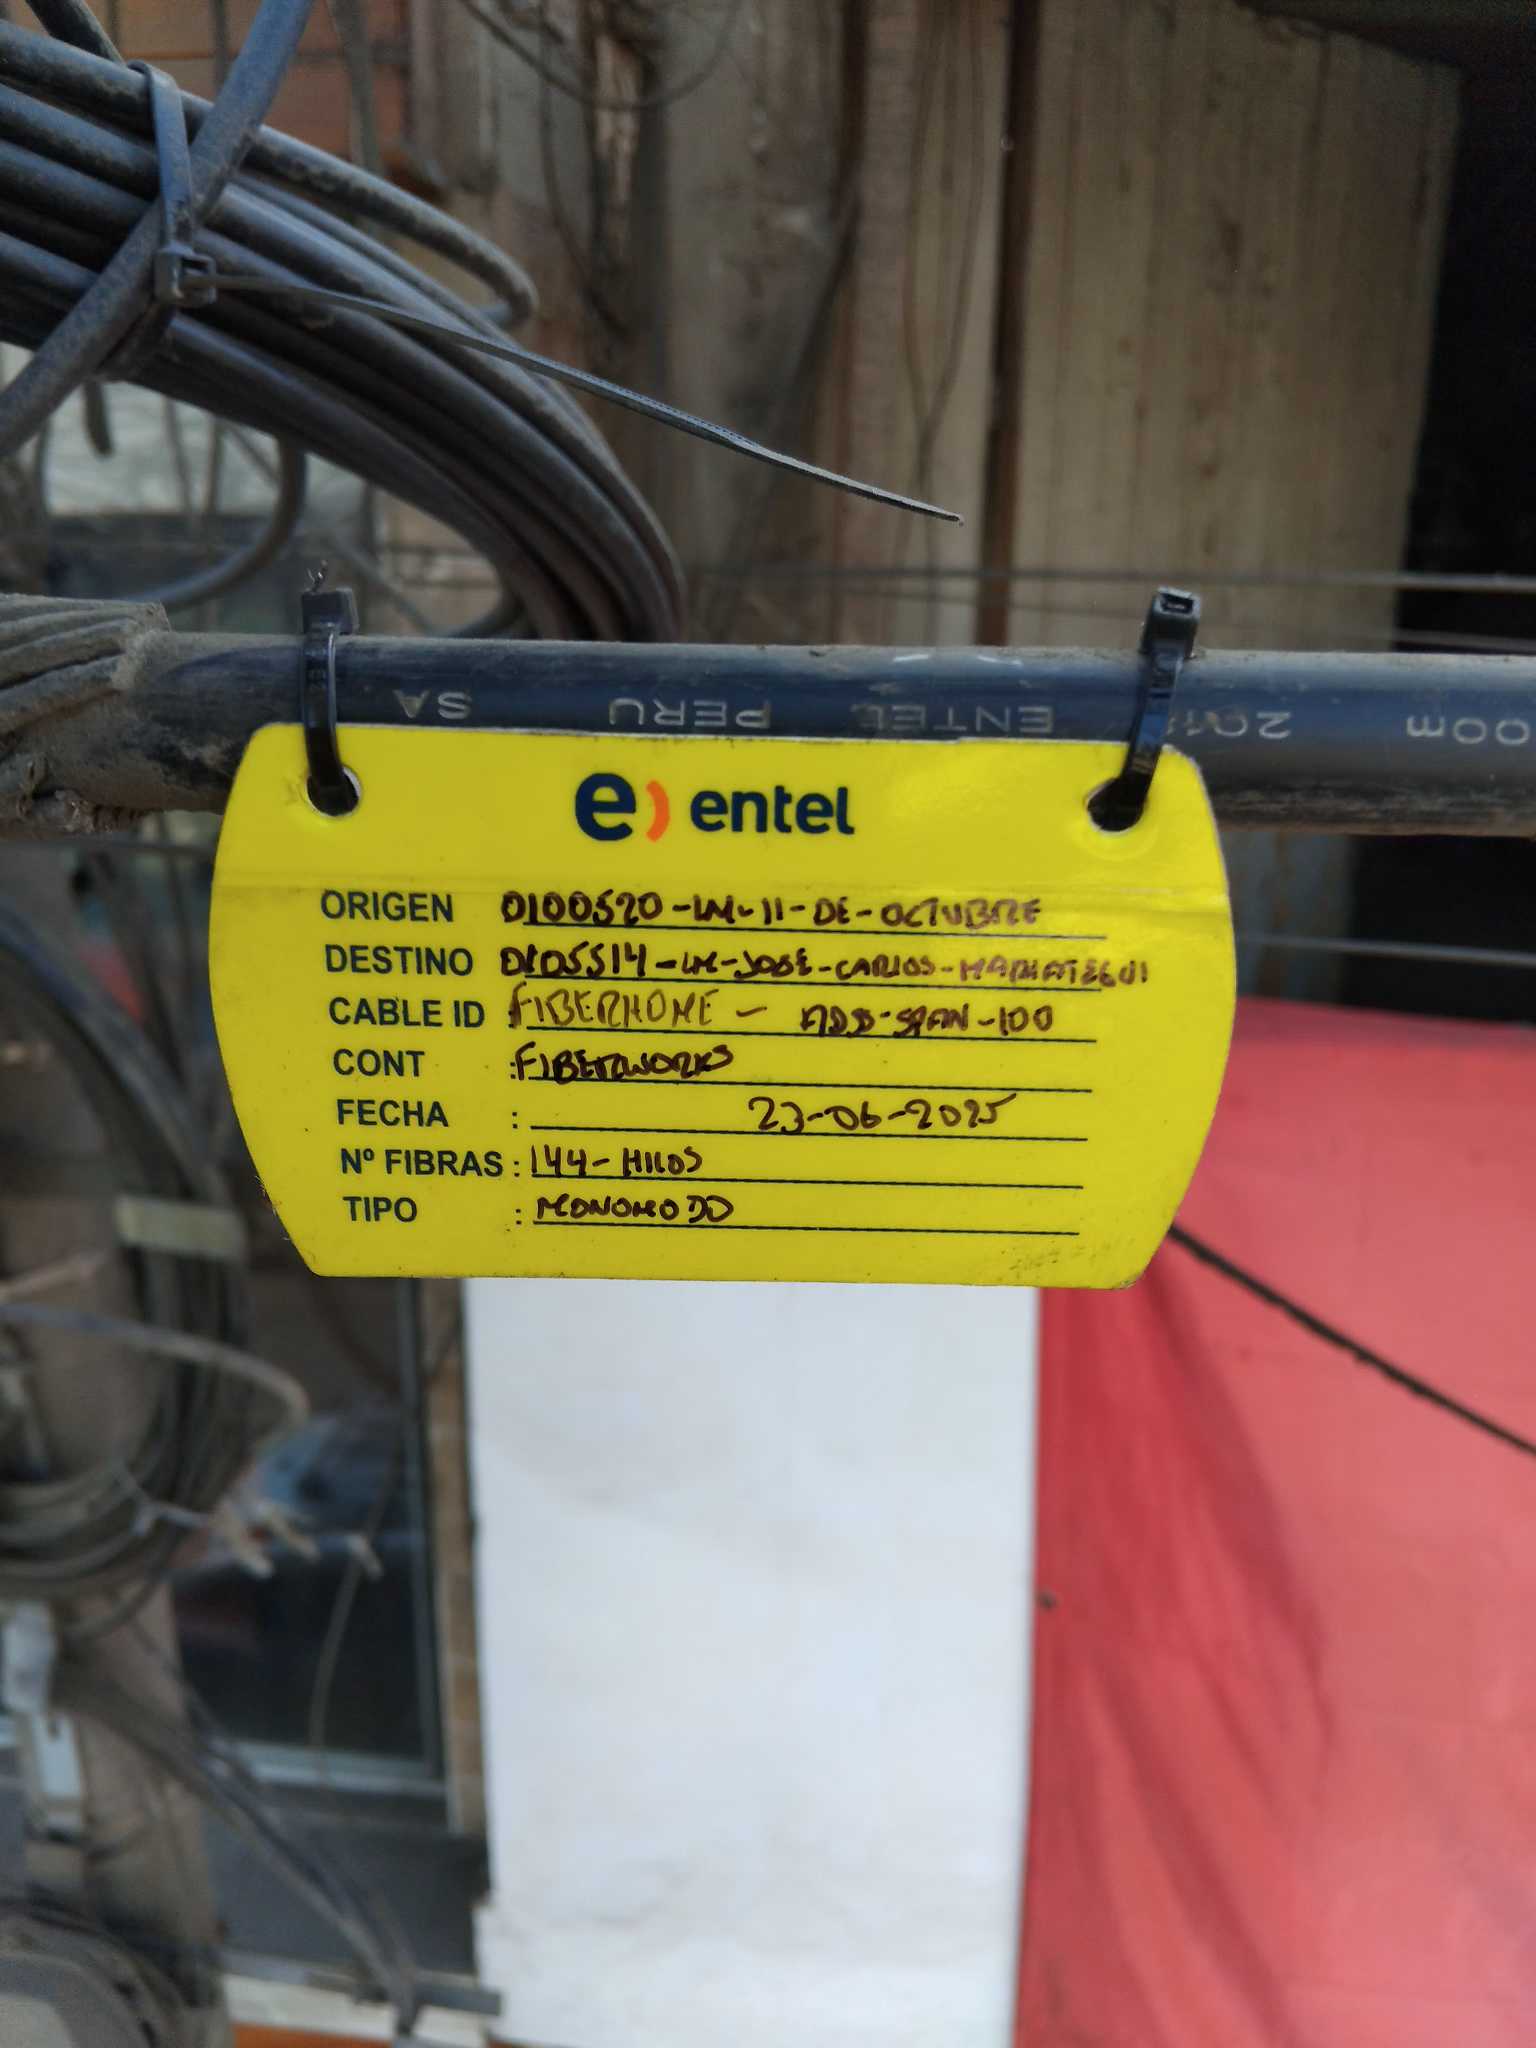 SA PERU ENTEL 00m
e) entel
ORIGEN 0100520-LM-11-DE-OCTUBRE
DESTINO 0105514-LM-JOSE-CARLOS-MARIATEGUI
CABLE ID FIBERHOME - ADSS-SPAN-100
CONT :FIBERWORKS
FECHA : 23-06-2025
Nº FIBRAS : 144-HILOS
TIPO : MONOMODO